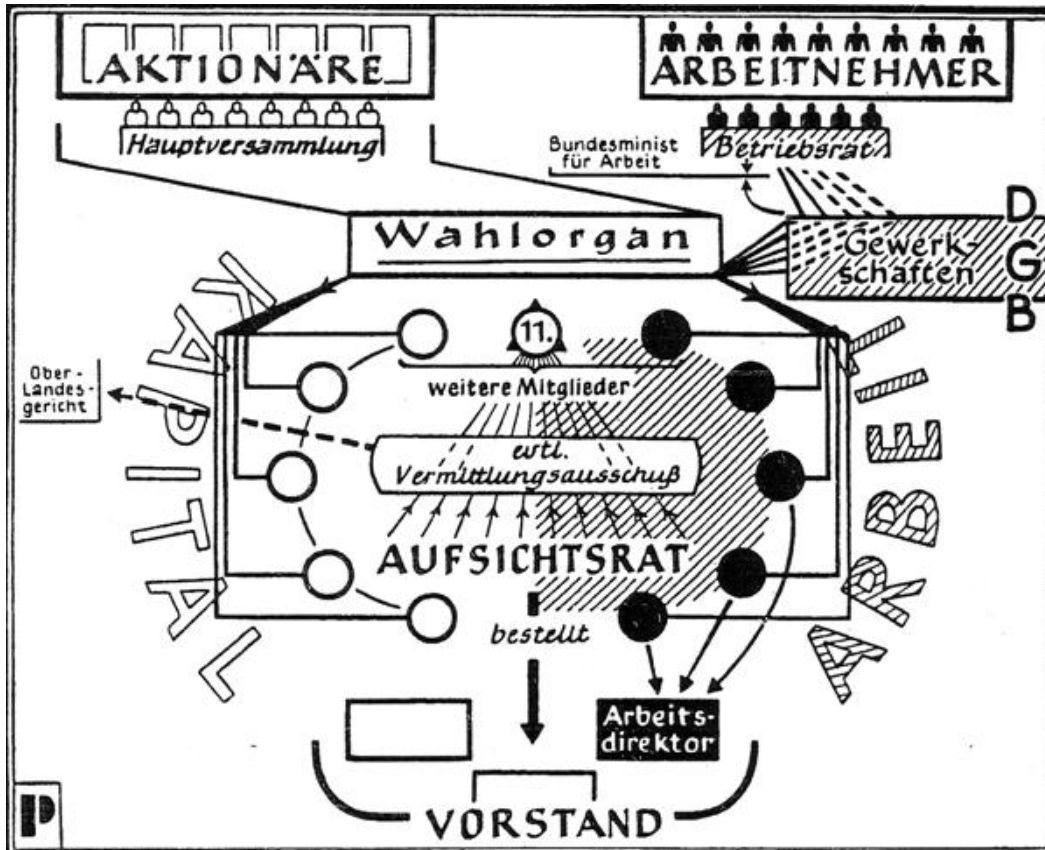 AKTIONÄRE
Hauptversammlung
ARBEITNEHMER
Betriebsrat
Bundesminist
für Arbeit
Wahlorgan
DGB
Gewerk-
schaften
KAPITAL
ARBEIT
11.
weitere Mitglieder
Ober-
Landes-
gericht
evtl.
Vermittlungsausschuß
AUFSICHTSRAT
bestellt
Arbeits-
direktor
VORSTAND
P